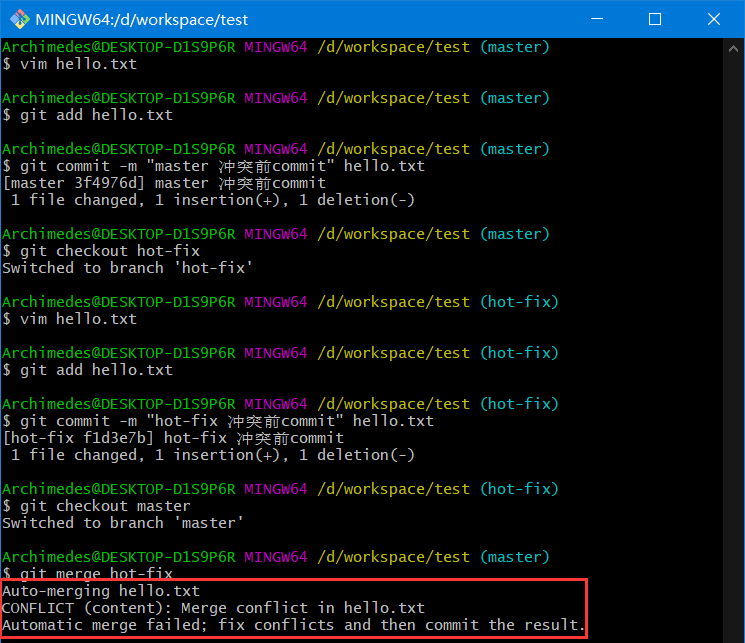 MINGW64:/d/workspace/test
Archimedes@DESKTOP-D1S9P6R MINGW64 /d/workspace/test (master)
$ vim hello.txt
Archimedes@DESKTOP-D1S9P6R MINGW64 /d/workspace/test (master)
$ git add hello.txt
Archimedes@DESKTOP-D1S9P6R MINGW64 /d/workspace/test (master)
$ git commit -m "master 冲突前commit" hello.txt
[master 3f4976d] master 冲突前commit
 1 file changed, 1 insertion(+), 1 deletion(-)
Archimedes@DESKTOP-D1S9P6R MINGW64 /d/workspace/test (master)
$ git checkout hot-fix
Switched to branch 'hot-fix'
Archimedes@DESKTOP-D1S9P6R MINGW64 /d/workspace/test (hot-fix)
$ vim hello.txt
Archimedes@DESKTOP-D1S9P6R MINGW64 /d/workspace/test (hot-fix)
$ git add hello.txt
Archimedes@DESKTOP-D1S9P6R MINGW64 /d/workspace/test (hot-fix)
$ git commit -m "hot-fix 冲突前commit" hello.txt
[hot-fix f1d3e7b] hot-fix 冲突前commit
 1 file changed, 1 insertion(+), 1 deletion(-)
Archimedes@DESKTOP-D1S9P6R MINGW64 /d/workspace/test (hot-fix)
$ git checkout master
Switched to branch 'master'
Archimedes@DESKTOP-D1S9P6R MINGW64 /d/workspace/test (master)
$ git merge hot-fix
Auto-merging hello.txt
CONFLICT (content): Merge conflict in hello.txt
Automatic merge failed; fix conflicts and then commit the result.